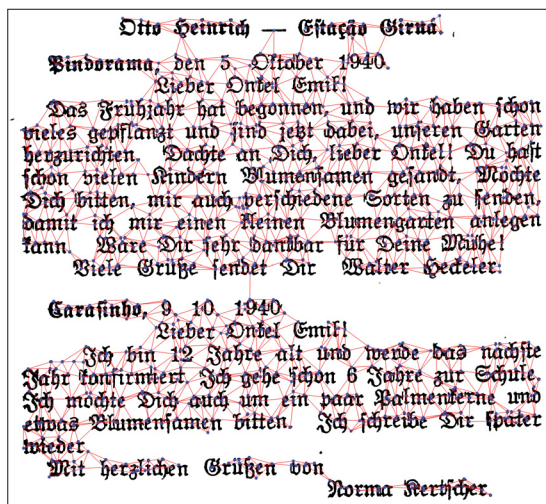 Otto Heinrich — Estação Giruá.
Pindorama, den 5. Oktober 1940.
Lieber Onkel Emil!
Das Frühjahr hat begonnen, und wir haben schon
vieles gepflanzt und sind jetzt dabei, unseren Garten
herzurichten. Dachte an Dich, lieber Onkel! Du hast
schon vielen Kindern Blumensamen gesandt. Möchte
Dich bitten, mir auch verschiedene Sorten zu senden,
damit ich mir einen kleinen Blumengarten anlegen
kann. Wäre Dir sehr dankbar für Deine Mühe!
Viele Grüße sendet Dir Walter Heckeler.
Carasinho, 9. 10. 1940.
Lieber Onkel Emil!
Ich bin 12 Jahre alt und werde das nächste
Jahr konfirmiert. Ich gehe schon 6 Jahre zur Schule.
Ich möchte Dich auch um ein paar Palmenkerne und
etwas Blumensamen bitten. Ich schreibe Dir später
wieder.
Mit herzlichen Grüßen von
Norma Kertscher.